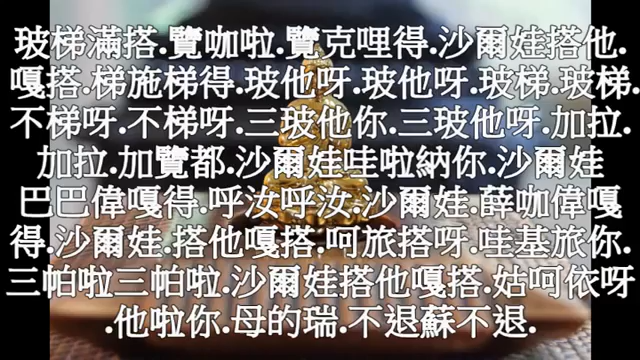 玻梯滿搭.覽咖啦.覽克哩得.沙爾娃搭他.
嘎搭.梯施梯得.玻他呀.玻他呀.玻梯.玻梯.
不梯呀.不梯呀.三玻他你.三玻他呀.加拉.
加拉.加覽都.沙爾娃哇啦納你.沙爾娃
巴巴偉嘎得.呼汝呼汝.沙爾娃.薛咖偉嘎
得.沙爾娃.搭他嘎搭.呵旅搭呀.哇基旅你.
三帕啦三帕啦.沙爾娃搭他嘎搭.姑呵依呀
.他啦你.母的瑞.不退蘇不退.